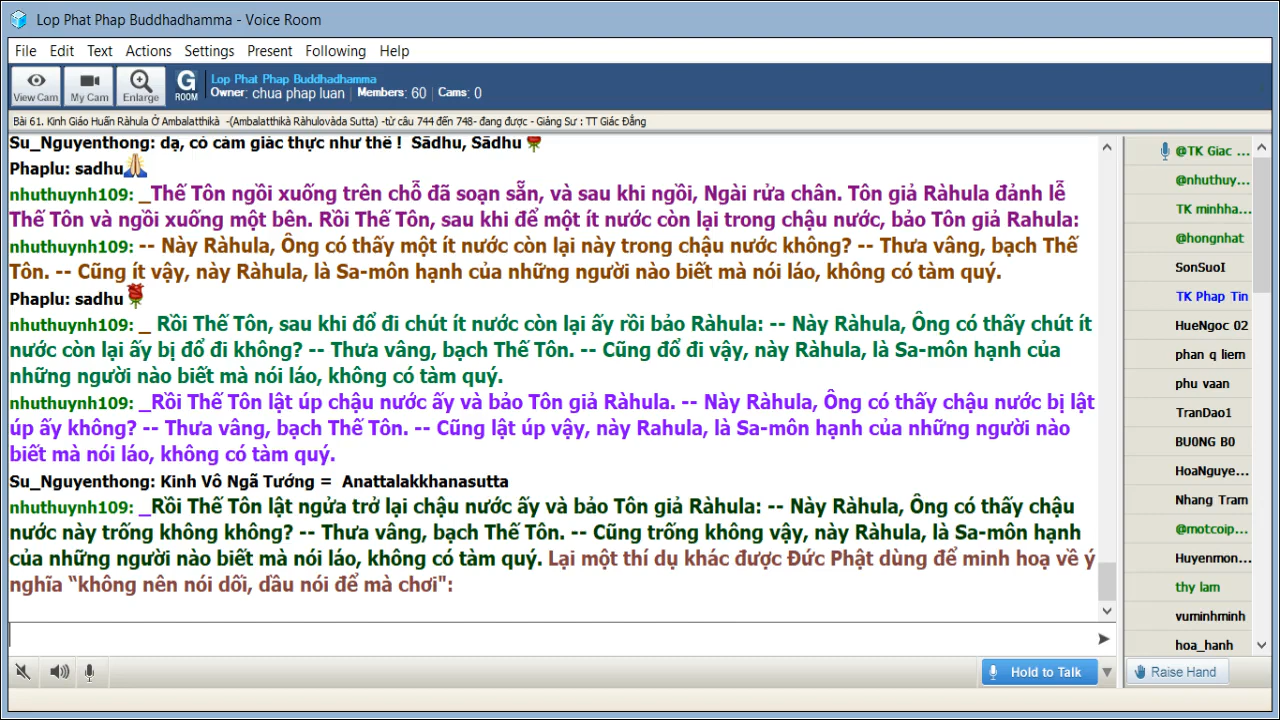 Lop Phat Phap Buddhadhamma - Voice Room
File Edit Text Actions Settings Present Following Help
View Cam My Cam Enlarge G ROOM
Lop Phat Phap Buddhadhamma
Owner: chua phap luan | Members: 60 | Cams: 0
Bài 61. Kinh Giáo Huấn Ràhula Ở Ambalatthikà -(Ambalatthikà Ràhulovàda Sutta) -từ câu 744 đến 748- đang được - Giảng Sư : TT Giác Đẳng
Su_Nguyenthong: dạ, có cảm giác thực như thế ! Sādhu, Sādhu
Phaplu: sadhu
nhuthuynh109: _Thế Tôn ngồi xuống trên chỗ đã soạn sẵn, và sau khi ngồi, Ngài rửa chân. Tôn giả Ràhula đảnh lễ
Thế Tôn và ngồi xuống một bên. Rồi Thế Tôn, sau khi để một ít nước còn lại trong chậu nước, bảo Tôn giả Rahula:
nhuthuynh109: -- Này Ràhula, Ông có thấy một ít nước còn lại này trong chậu nước không? -- Thưa vâng, bạch Thế
Tôn. -- Cũng ít vậy, này Ràhula, là Sa-môn hạnh của những người nào biết mà nói láo, không có tàm quý.
Phaplu: sadhu
nhuthuynh109: _ Rồi Thế Tôn, sau khi đổ đi chút ít nước còn lại ấy rồi bảo Ràhula: -- Này Ràhula, Ông có thấy chút ít
nước còn lại ấy bị đổ đi không? -- Thưa vâng, bạch Thế Tôn. -- Cũng đổ đi vậy, này Ràhula, là Sa-môn hạnh của
những người nào biết mà nói láo, không có tàm quý.
nhuthuynh109: _Rồi Thế Tôn lật úp chậu nước ấy và bảo Tôn giả Ràhula. -- Này Ràhula, Ông có thấy chậu nước bị lật
úp ấy không? -- Thưa vâng, bạch Thế Tôn. -- Cũng lật úp vậy, này Rahula, là Sa-môn hạnh của những người nào
biết mà nói láo, không có tàm quý.
Su_Nguyenthong: Kinh Vô Ngã Tướng = Anattalakkhanasutta
nhuthuynh109: _Rồi Thế Tôn lật ngửa trở lại chậu nước ấy và bảo Tôn giả Ràhula: -- Này Ràhula, Ông có thấy chậu
nước này trống không không? -- Thưa vâng, bạch Thế Tôn. -- Cũng trống không vậy, này Ràhula, là Sa-môn hạnh
của những người nào biết mà nói láo, không có tàm quý. Lại một thí dụ khác được Đức Phật dùng để minh hoạ về ý
nghĩa “không nên nói dối, dầu nói để mà chơi":
@TK Giac ...
@nhuthuy...
TK minhha...
@hongnhat
SonSuoI
TK Phap Tin
HueNgoc 02
phan q liem
phu vaan
TranDao1
BU0NG B0
HoaNguye...
Nhang Tram
@motcoip...
Huyenmon...
thy lam
vuminhminh
hoa_hanh
Hold to Talk
Raise Hand